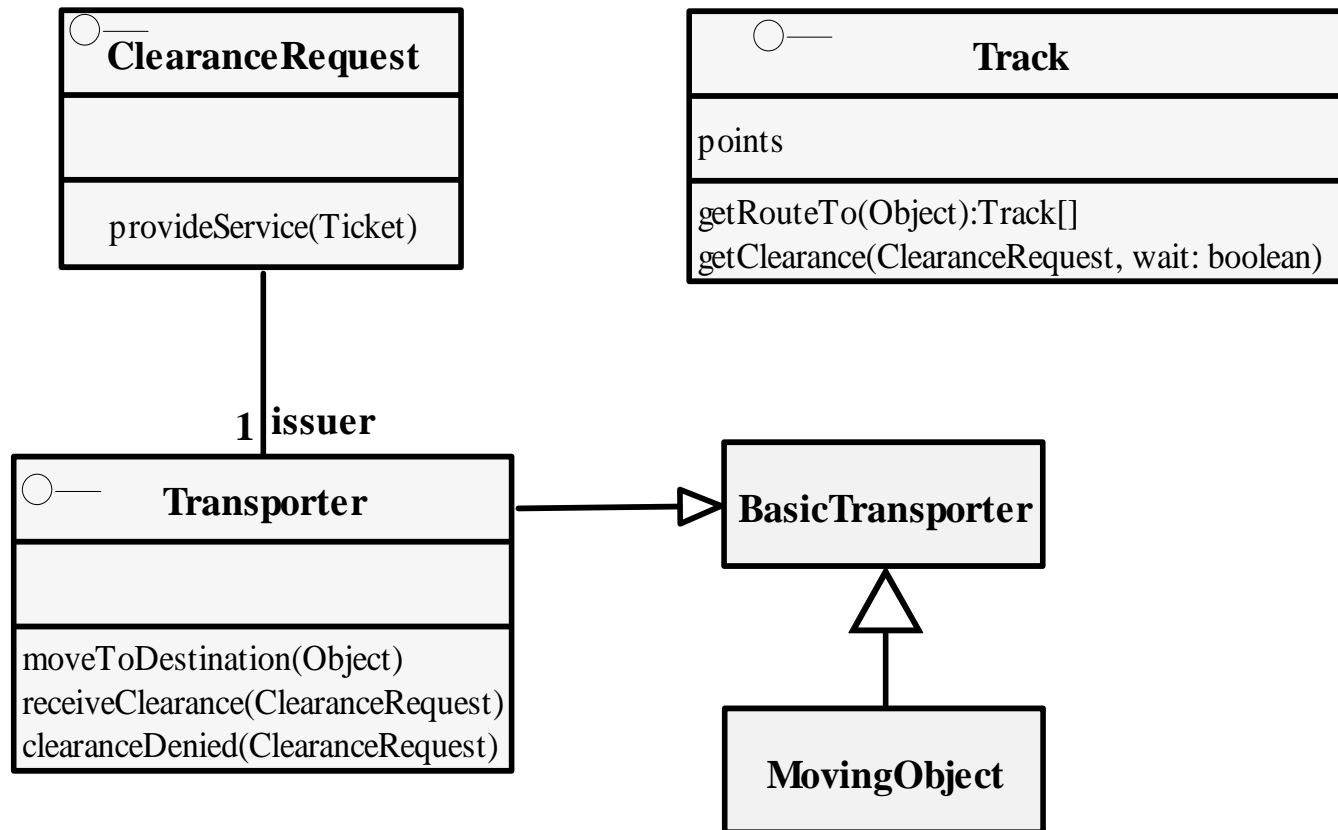 ClearanceRequest
provideService(Ticket)
Track
points
getRouteTo(Object):Track[]
getClearance(ClearanceRequest, wait: boolean)
1 issuer
Transporter
moveToDestination(Object)
receiveClearance(ClearanceRequest)
clearanceDenied(ClearanceRequest)
BasicTransporter
MovingObject